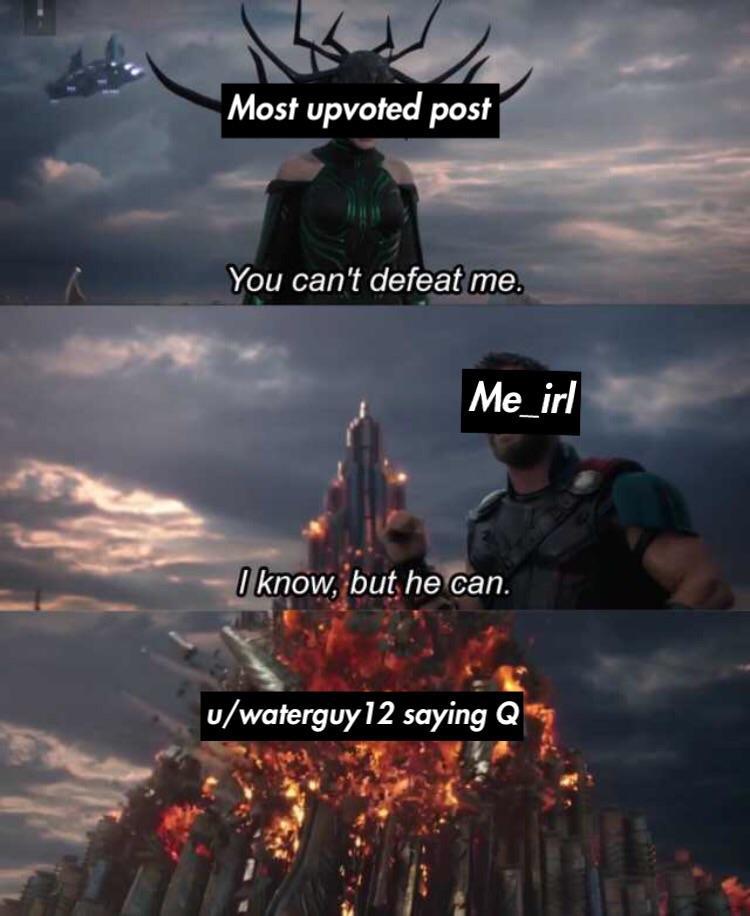 Most upvoted post
You can't defeat me.
Me_irl
I know, but he can.
u/waterguy12 saying Q